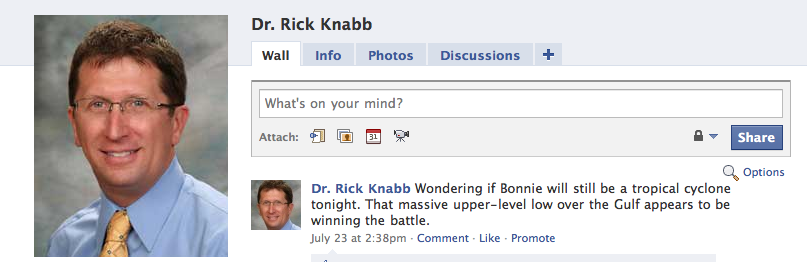 Dr. Rick Knabb
Wall Info Photos Discussions +
What's on your mind?
Attach: 31 Share
Options
Dr. Rick Knabb Wondering if Bonnie will still be a tropical cyclone
tonight. That massive upper-level low over the Gulf appears to be
winning the battle.
July 23 at 2:38pm · Comment · Like · Promote